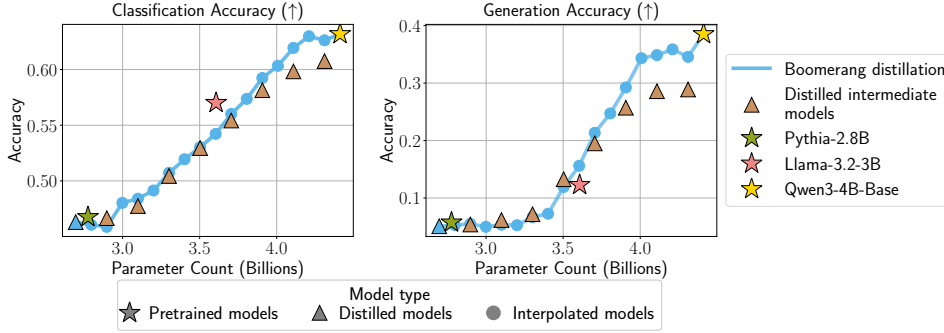 Classification Accuracy (↑)
Generation Accuracy (↑)
Accuracy
0.60
0.55
0.50
3.0
3.5
4.0
Parameter Count (Billions)
Accuracy
0.4
0.3
0.2
0.1
3.0
3.5
4.0
Parameter Count (Billions)
Boomerang distillation
Distilled intermediate
models
Pythia-2.8B
Llama-3.2-3B
Qwen3-4B-Base
Model type
Pretrained models
Distilled models
Interpolated models